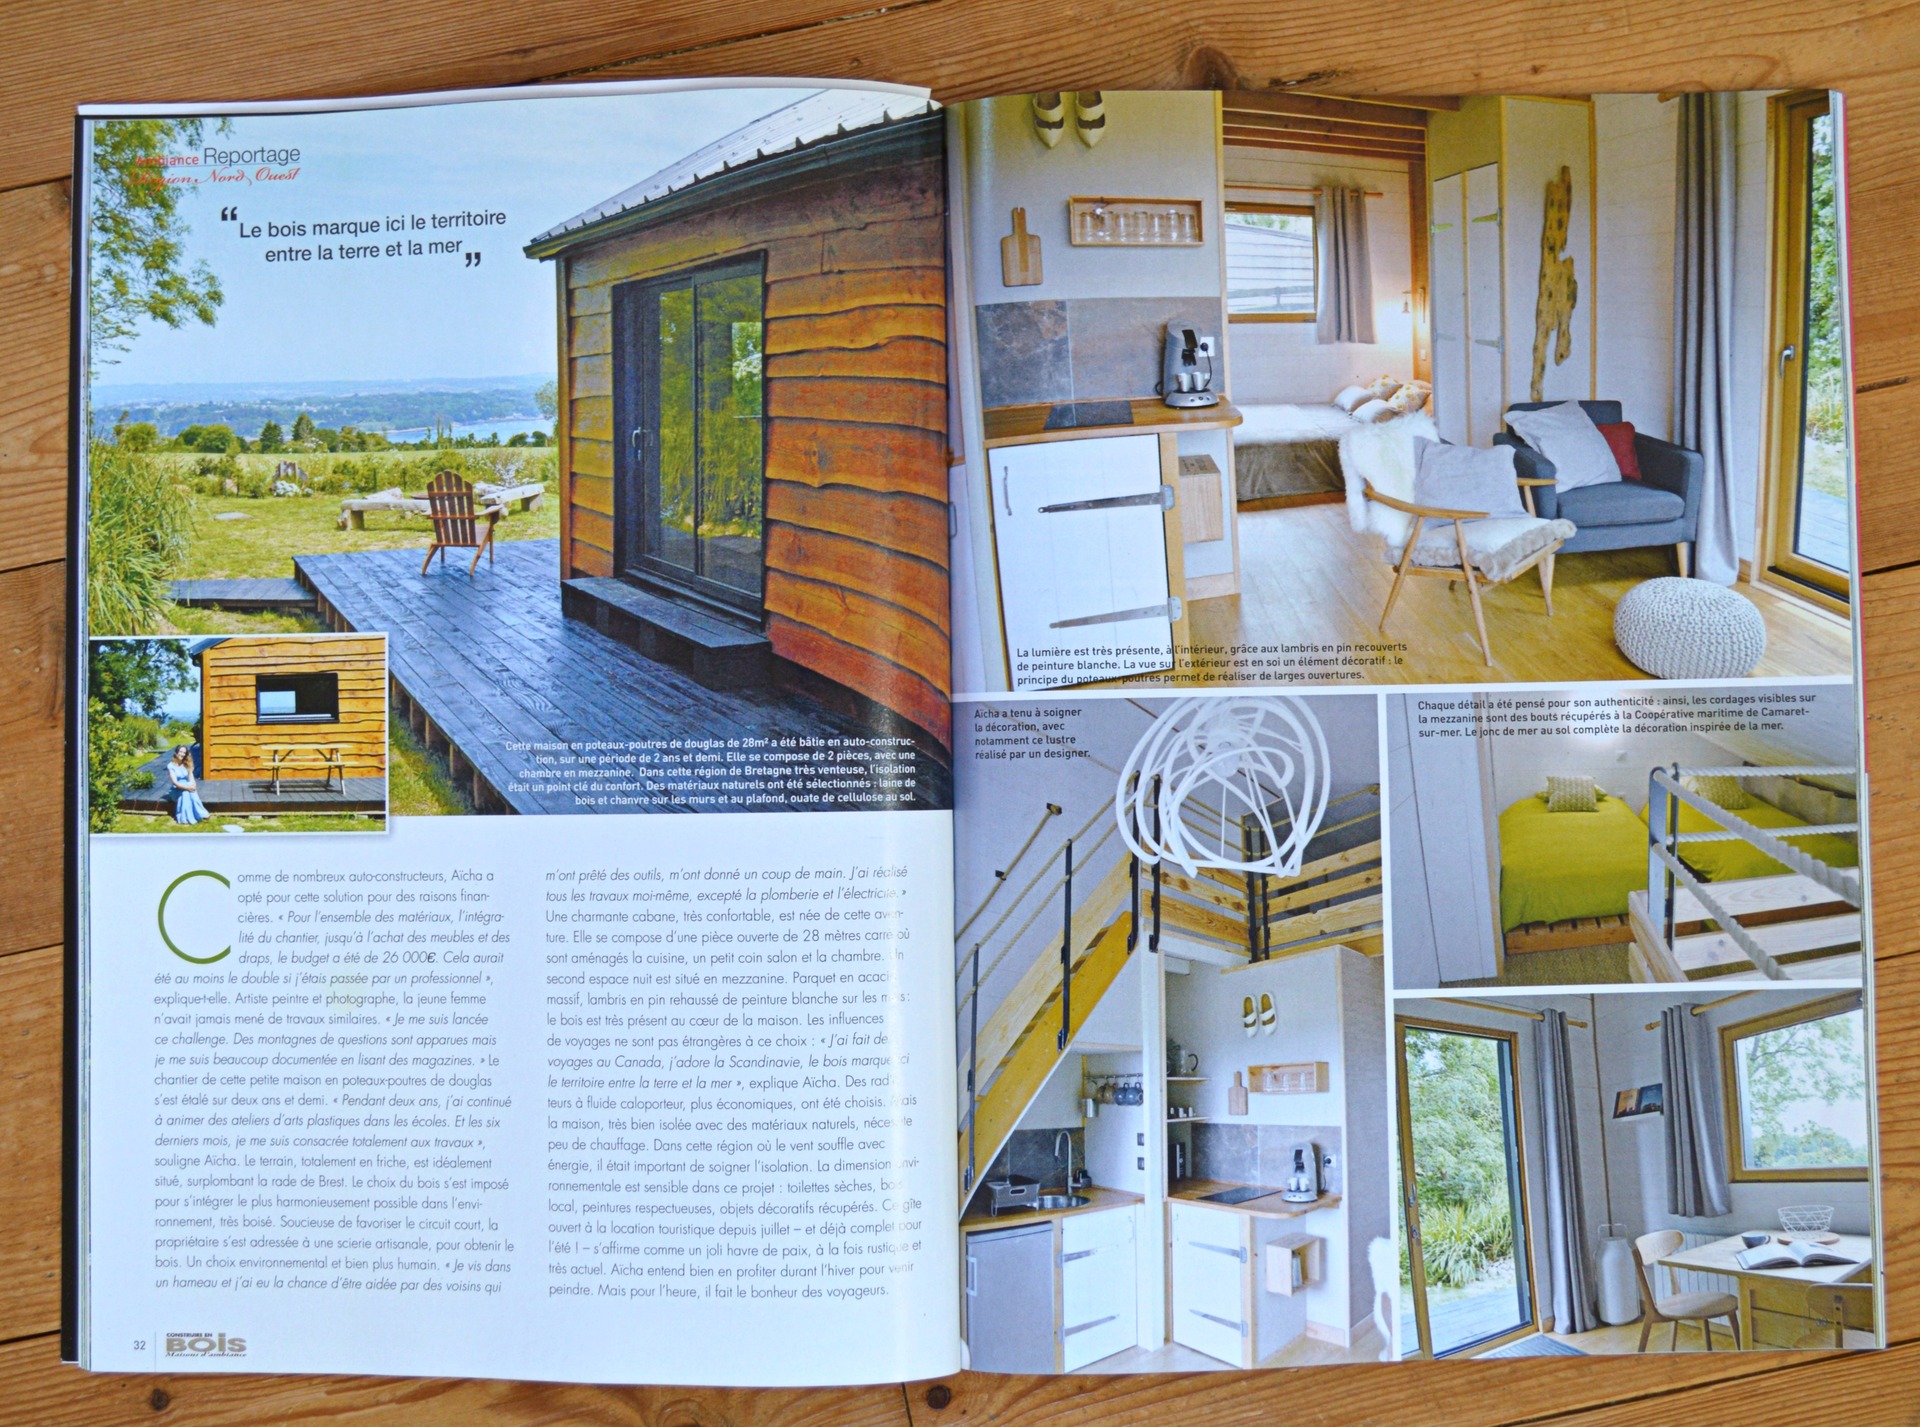 Ambiance Reportage
Région Nord Ouest
“Le bois marque ici le territoire
entre la terre et la mer„
Cette maison en poteaux-poutres de douglas de 28m² a été bâtie en auto-construc-
tion, sur une période de 2 ans et demi. Elle se compose de 2 pièces, avec une
chambre en mezzanine. Dans cette région de Bretagne très venteuse, l’isolation
était un point clé du confort. Des matériaux naturels ont été sélectionnés : laine de
bois et chanvre sur les murs et au plafond, ouate de cellulose au sol.
Comme de nombreux auto-constructeurs, Aïcha a
opté pour cette solution pour des raisons finan-
cières. « Pour l’ensemble des matériaux, l’intégra-
lité du chantier, jusqu’à l’achat des meubles et des
draps, le budget a été de 26 000€. Cela aurait
été au moins le double si j’étais passée par un professionnel »,
explique-t-elle. Artiste peintre et photographe, la jeune femme
n’avait jamais mené de travaux similaires. « Je me suis lancée
ce challenge. Des montagnes de questions sont apparues mais
je me suis beaucoup documentée en lisant des magazines. » Le
chantier de cette petite maison en poteaux-poutres de douglas
s’est étalé sur deux ans et demi. « Pendant deux ans, j’ai continué
à animer des ateliers d’arts plastiques dans les écoles. Et les six
derniers mois, je me suis consacrée totalement aux travaux »,
souligne Aïcha. Le terrain, totalement en friche, est idéalement
situé, surplombant la rade de Brest. Le choix du bois s’est imposé
pour s’intégrer le plus harmonieusement possible dans l’envi-
ronnement, très boisé. Soucieuse de favoriser le circuit court, la
propriétaire s’est adressée à une scierie artisanale, pour obtenir le
bois. Un choix environnemental et bien plus humain. « Je vis dans
un hameau et j’ai eu la chance d’être aidée par des voisins qui
m’ont prêté des outils, m’ont donné un coup de main. J’ai réalisé
tous les travaux moi-même, excepté la plomberie et l’électricité. »
Une charmante cabane, très confortable, est née de cette aven-
ture. Elle se compose d’une pièce ouverte de 28 mètres carré où
sont aménagés la cuisine, un petit coin salon et la chambre. Un
second espace nuit est situé en mezzanine. Parquet en acacia
massif, lambris en pin rehaussé de peinture blanche sur les murs :
le bois est très présent au cœur de la maison. Les influences
de voyages ne sont pas étrangères à ce choix : « J’ai fait des
voyages au Canada, j’adore la Scandinavie, le bois marque ici
le territoire entre la terre et la mer », explique Aïcha. Des radia-
teurs à fluide caloporteur, plus économiques, ont été choisis. Mais
la maison, très bien isolée avec des matériaux naturels, nécessite
peu de chauffage. Dans cette région où le vent souffle avec
énergie, il était important de soigner l’isolation. La dimension envi-
ronnementale est sensible dans ce projet : toilettes sèches, bois
local, peintures respectueuses, objets décoratifs récupérés. Ce gîte
ouvert à la location touristique depuis juillet – et déjà complet pour
l’été ! – s’affirme comme un joli havre de paix, à la fois rustique et
très actuel. Aïcha entend bien en profiter durant l’hiver pour venir
peindre. Mais pour l’heure, il fait le bonheur des voyageurs.
32
CONSTRUIRE EN
BOIS
Maisons d’ambiance
La lumière est très présente, à l’intérieur, grâce aux lambris en pin recouverts
de peinture blanche. La vue sur l’extérieur est en soi un élément décoratif : le
principe du poteaux-poutres permet de réaliser de larges ouvertures.
Aïcha a tenu à soigner
la décoration, avec
notamment ce lustre
réalisé par un designer.
Chaque détail a été pensé pour son authenticité : ainsi, les cordages visibles sur
la mezzanine sont des bouts récupérés à la Coopérative maritime de Camaret-
sur-mer. Le jonc de mer au sol complète la décoration inspirée de la mer.